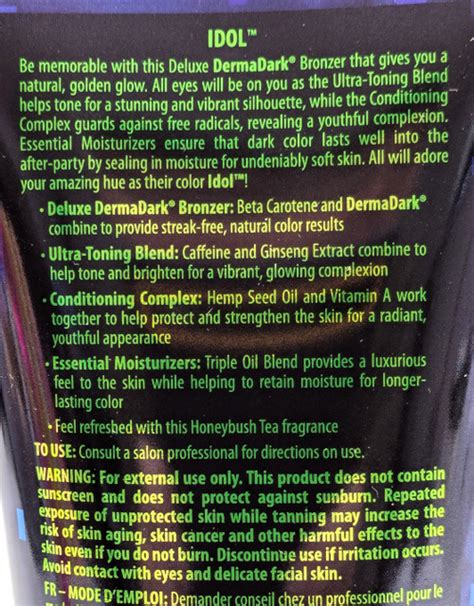 IDOL™
Be memorable with this Deluxe DermaDark® Bronzer that gives you a
natural, golden glow. All eyes will be on you as the Ultra-Toning Blend
helps tone for a stunning and vibrant silhouette, while the Conditioning
Complex guards against free radicals, revealing a youthful complexion.
Essential Moisturizers ensure that dark color lasts well into the
after-party by sealing in moisture for undeniably soft skin. All will adore
your amazing hue as their color Idol™!
• Deluxe DermaDark® Bronzer: Beta Carotene and DermaDark®
combine to provide streak-free, natural color results
• Ultra-Toning Blend: Caffeine and Ginseng Extract combine to
help tone and brighten for a vibrant, glowing complexion
• Conditioning Complex: Hemp Seed Oil and Vitamin A work
together to help protect and strengthen the skin for a radiant,
youthful appearance
• Essential Moisturizers: Triple Oil Blend provides a luxurious
feel to the skin while helping to retain moisture for longer-
lasting color
• Feel refreshed with this Honeybush Tea fragrance
TO USE: Consult a salon professional for directions on use.
WARNING: For external use only. This product does not contain
sunscreen and does not protect against sunburn. Repeated
exposure of unprotected skin while tanning may increase the
risk of skin aging, skin cancer and other harmful effects to the
skin even if you do not burn. Discontinue use if irritation occurs.
Avoid contact with eyes and delicate facial skin.
FR – MODE D'EMPLOI: Demander conseil chez un professionnel pour le